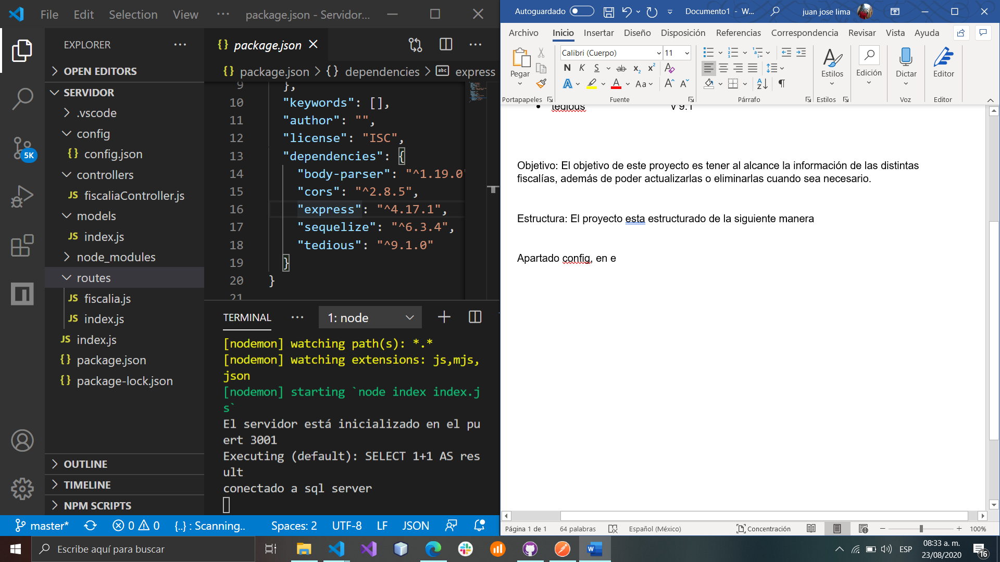 File Edit Selection View ··· package.json - Servidor...
EXPLORER
OPEN EDITORS
SERVIDOR
.vscode
config
{} config.json
controllers
JS fiscaliaController.js
models
JS index.js
node_modules
routes
JS fiscalia.js
JS index.js
JS index.js
{} package.json
{} package-lock.json
OUTLINE
TIMELINE
NPM SCRIPTS
5K
{} package.json
{} package.json > {} dependencies > abc express
9 },
10 "keywords": [],
11 "author": "",
12 "license": "ISC",
13 "dependencies": {
14 "body-parser": "^1.19.0"
15 "cors": "^2.8.5",
16 "express": "^4.17.1",
17 "sequelize": "^6.3.4",
18 "tedious": "^9.1.0"
19 }
20 }
21
TERMINAL ··· 1: node
[nodemon] watching path(s): *.*
[nodemon] watching extensions: js,mjs,
json
[nodemon] starting `node index index.j
s`
El servidor está inicializado en el pu
ert 3001
Executing (default): SELECT 1+1 AS res
ult
conectado a sql server
master* 0 0 {..} : Scanning.. Spaces: 2 UTF-8 LF JSON
Autoguardado Documento1 - W... juan jose lima
Archivo Inicio Insertar Diseño Disposición Referencias Correspondencia Revisar Vista Ayuda
Calibri (Cuerpo) 11
N K S ab x₂ x²
A A Aa A A
Pegar Estilos Edición Dictar Editor
Portapapeles Fuente Párrafo Estilos Voz Editor
• tedious v 9.1
Objetivo: El objetivo de este proyecto es tener al alcance la información de las distintas
fiscalías, además de poder actualizarlas o eliminarlas cuando sea necesario.
Estructura: El proyecto esta estructurado de la siguiente manera
Apartado config, en e
Página 1 de 1 64 palabras Español (México) Concentración 100%
Escribe aquí para buscar
ESP
08:33 a. m.
23/08/2020
16